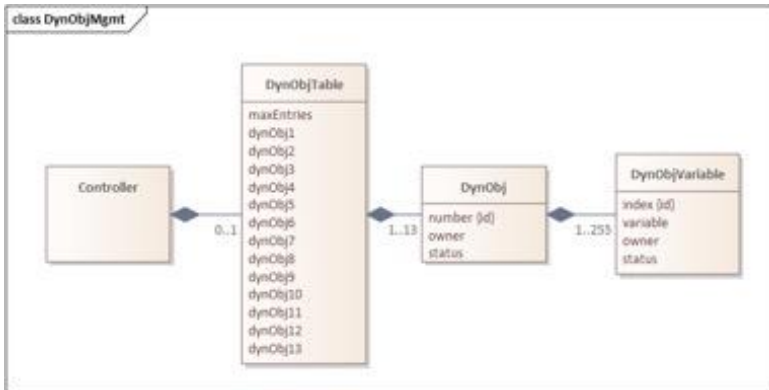 class DynObjMgmt
Controller
0..1
DynObjTable
maxEntries
dynObj1
dynObj2
dynObj3
dynObj4
dynObj5
dynObj6
dynObj7
dynObj8
dynObj9
dynObj10
dynObj11
dynObj12
dynObj13
1..13
DynObj
number {id}
owner
status
1..255
DynObjVariable
index {id}
variable
owner
status